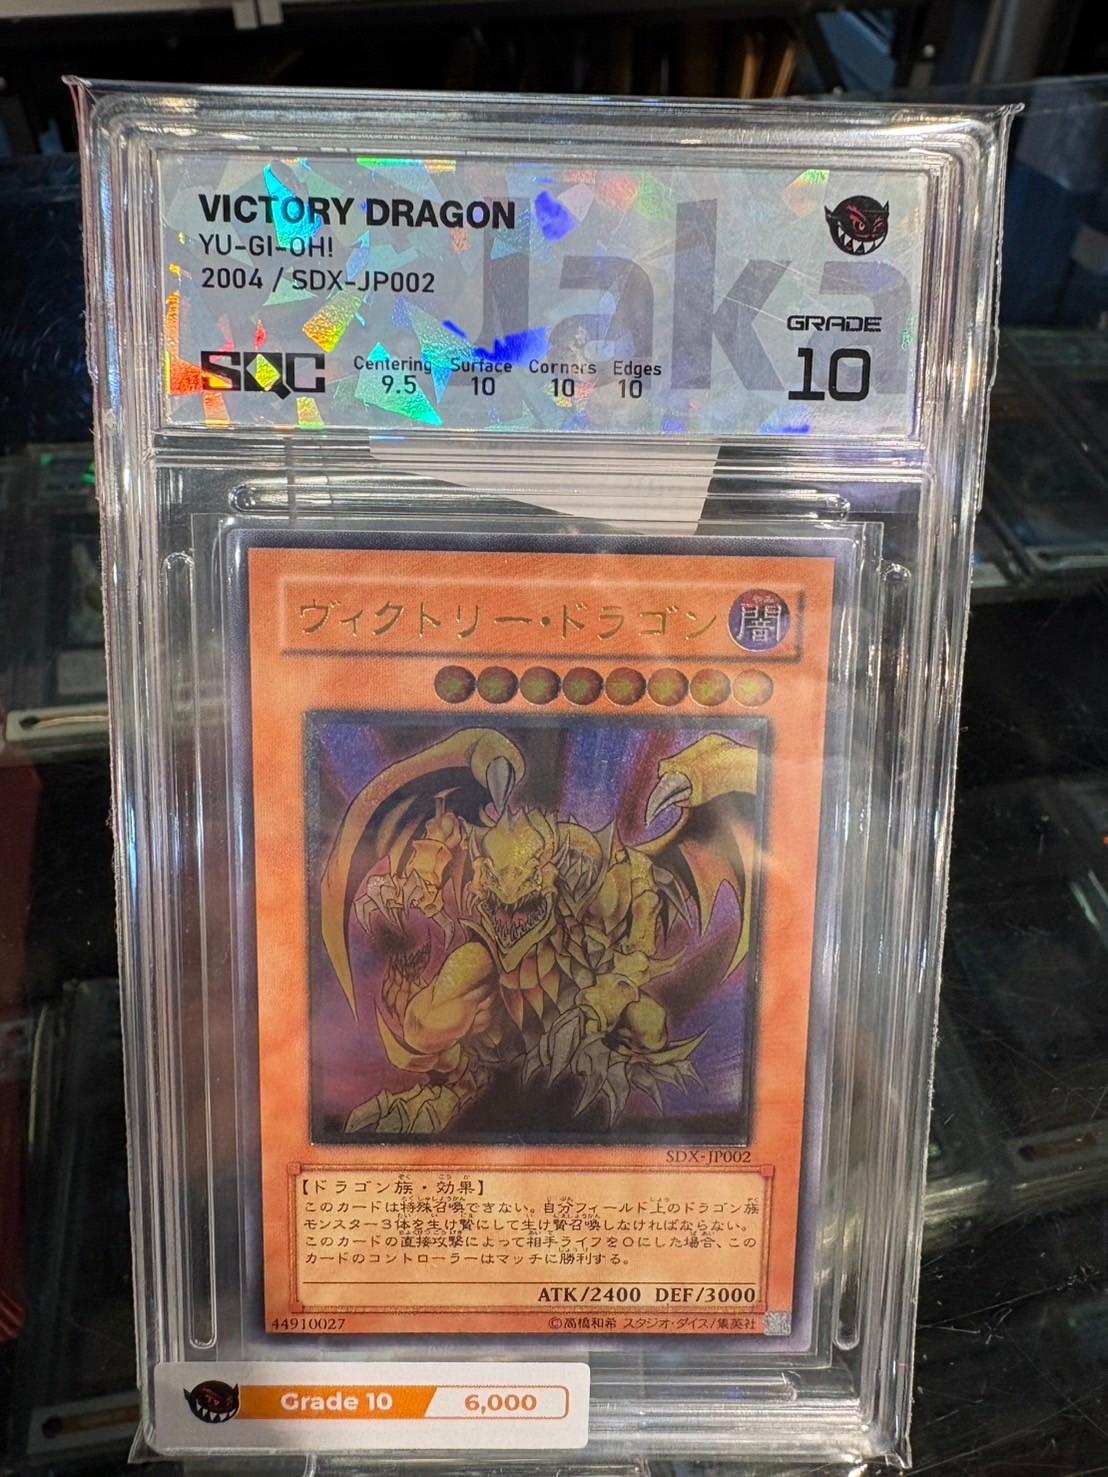 VICTORY DRAGON
YU-GI-OH!
2004 / SDX-JP002
Jaka
GRADE
10
SQC
Centering Surface Corners Edges
9.5 10 10 10
ヴィクトリー・ドラゴン 闇
SDX-JP002
【ドラゴン族・効果】
このカードは特殊召喚できない。自分フィールド上のドラゴン族
モンスター３体を生け贄にして生け贄召喚しなければならない。
このカードの直接攻撃によって相手ライフを０にした場合、この
カードのコントローラーはマッチに勝利する。
ATK/2400 DEF/3000
44910027 ©高橋和希 スタジオ・ダイス/集英社
Grade 10 6,000